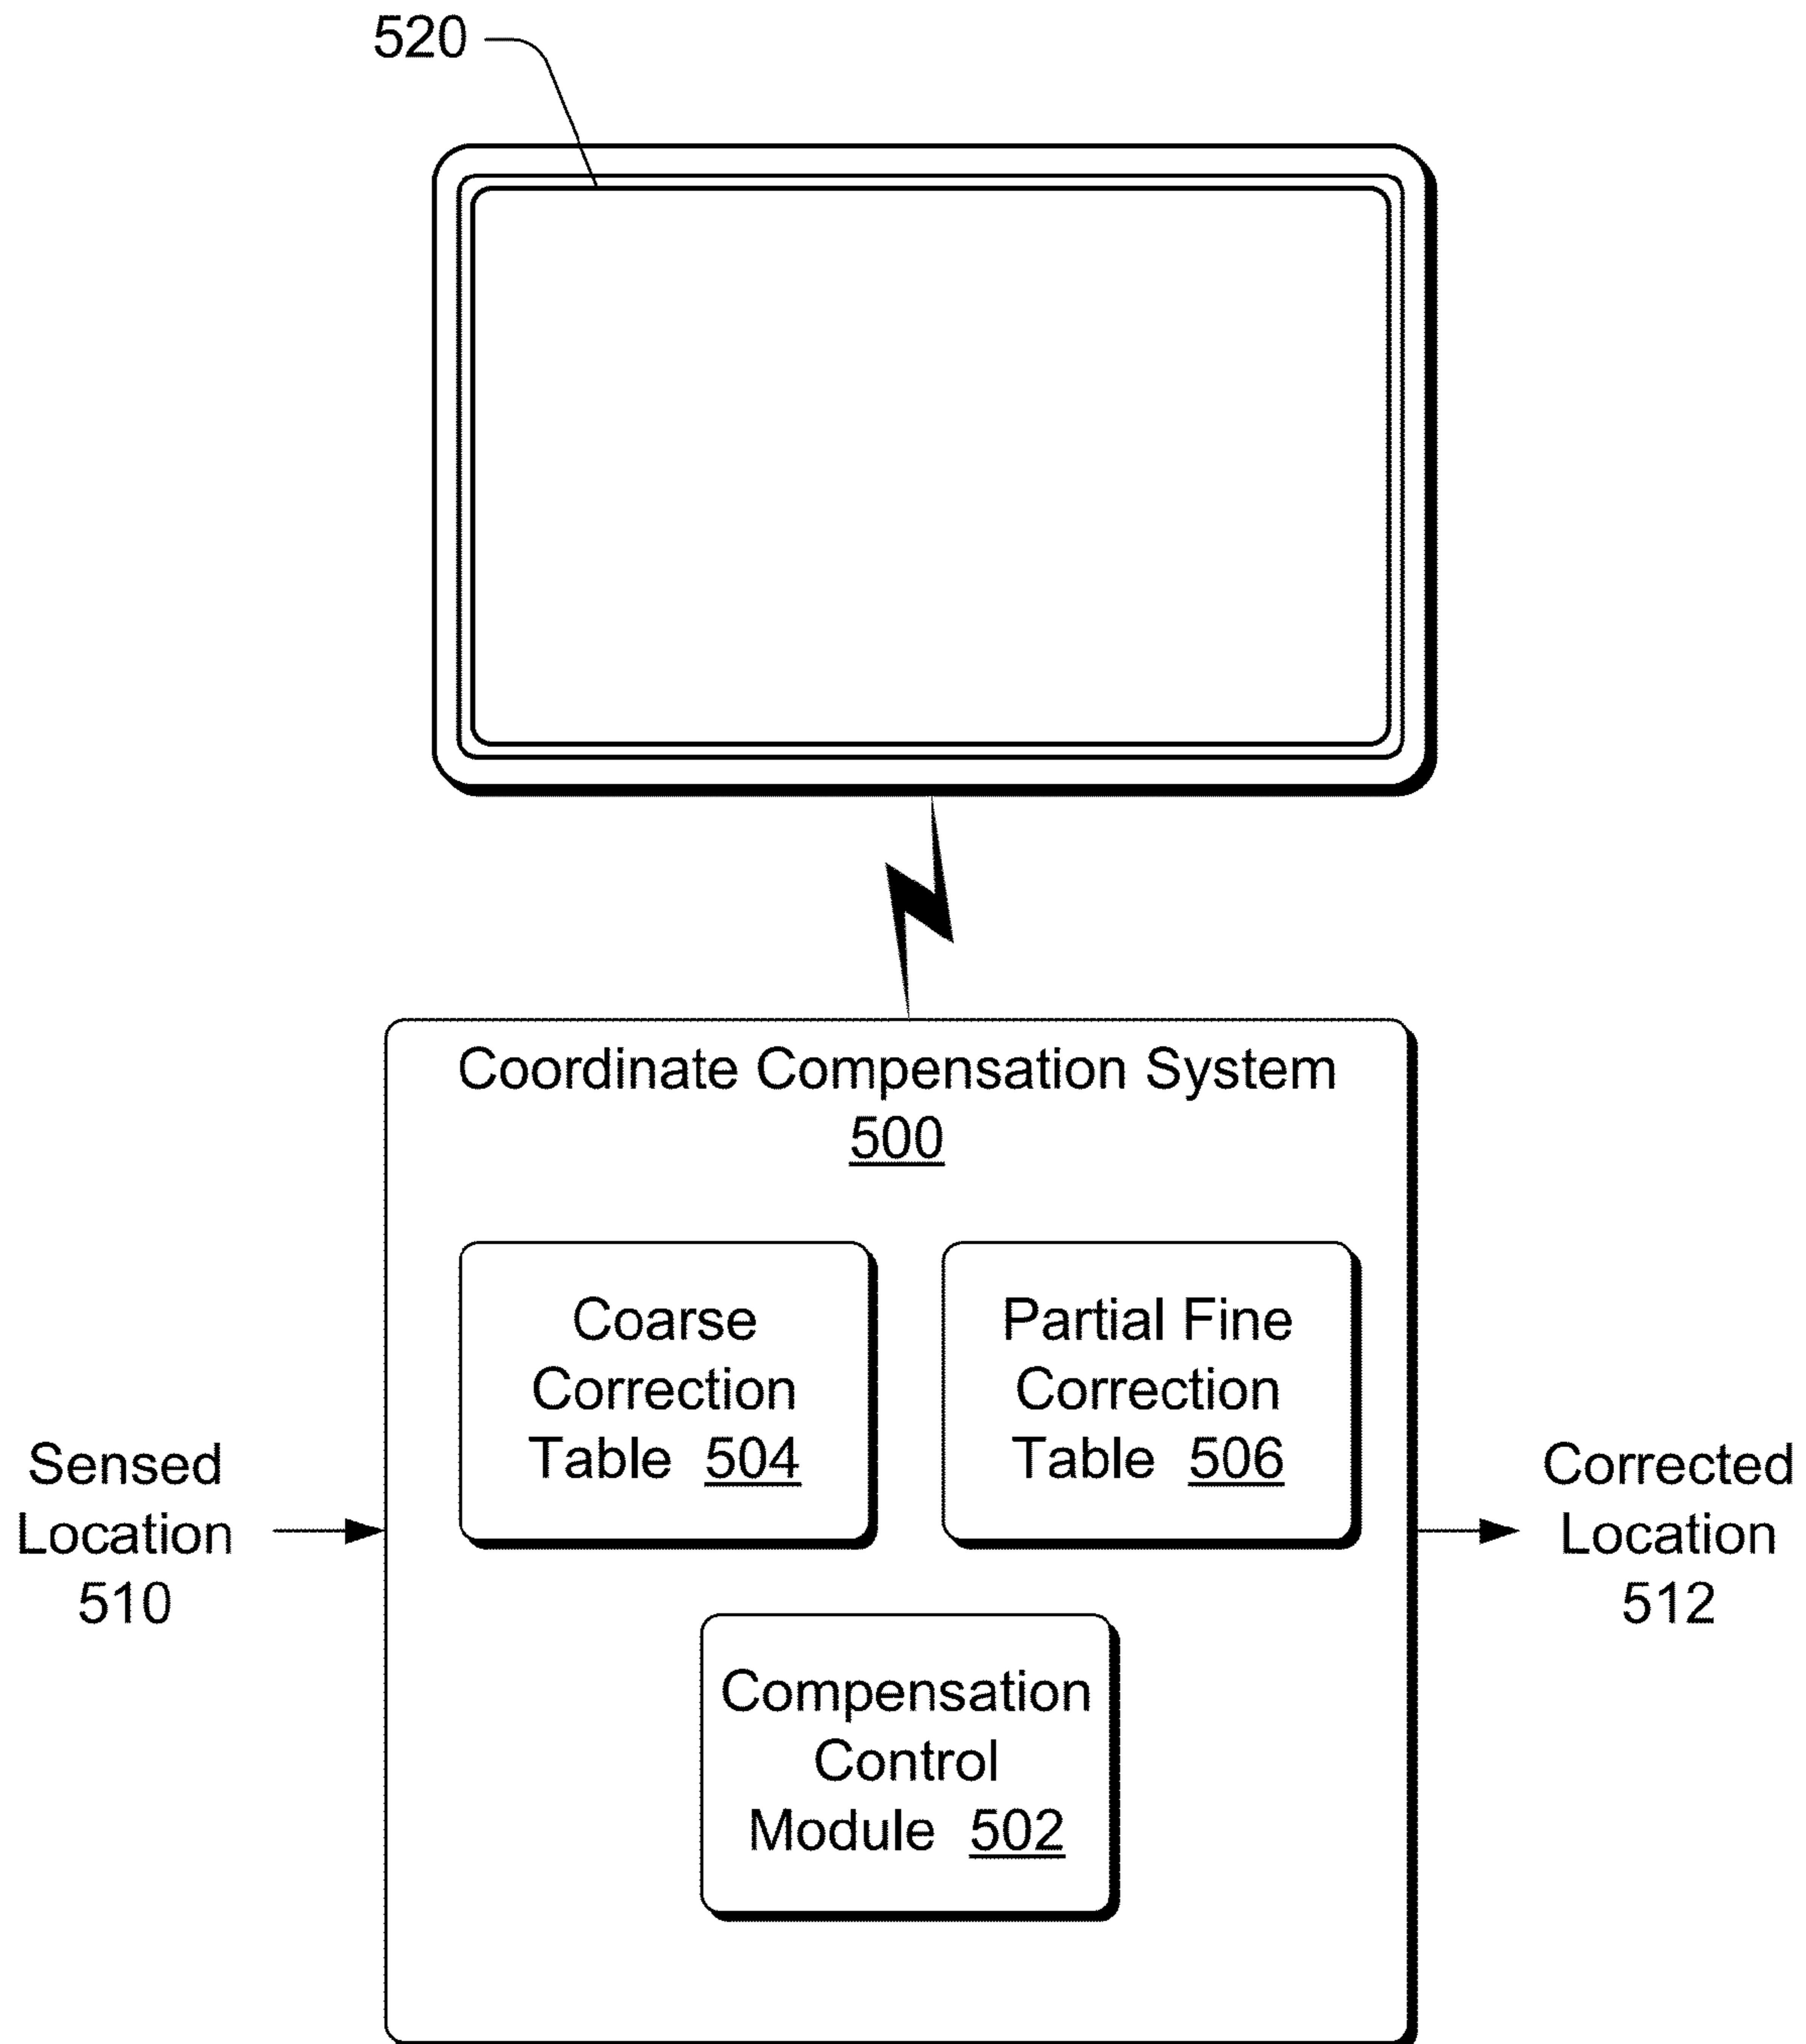 520
Coordinate Compensation System
500
Coarse
Correction
Table 504
Partial Fine
Correction
Table 506
Sensed
Location
510
Corrected
Location
512
Compensation
Control
Module 502